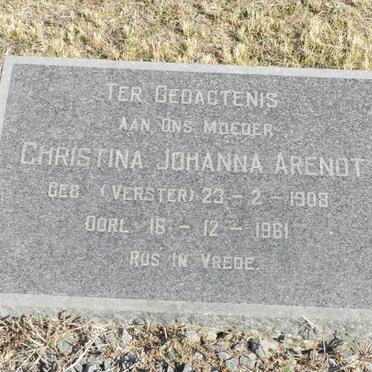 TER GEDAGTENIS
AAN ONS MOEDER
CHRISTINA JOHANNA ARENDT
GEB. (VERSTER) 23 - 2 - 1908
OORL. 16 - 12 - 1961
RUS IN VREDE.